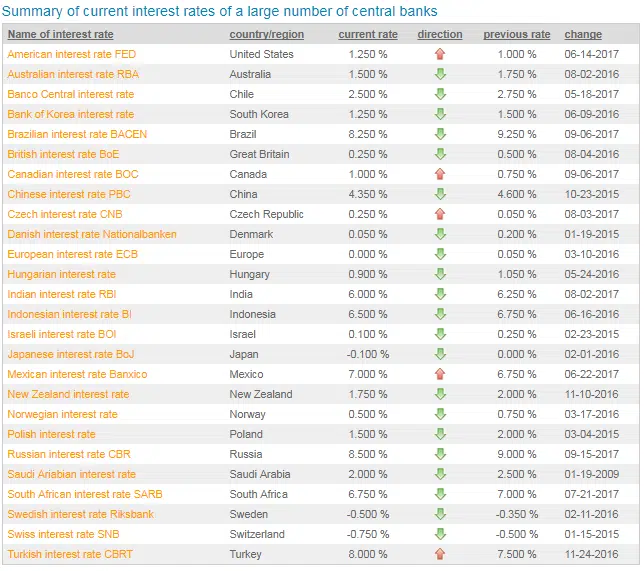 Summary of current interest rates of a large number of central banks
Name of interest rate country/region current rate direction previous rate change
American interest rate FED United States 1.250 % 1.000 % 06-14-2017
Australian interest rate RBA Australia 1.500 % 1.750 % 08-02-2016
Banco Central interest rate Chile 2.500 % 2.750 % 05-18-2017
Bank of Korea interest rate South Korea 1.250 % 1.500 % 06-09-2016
Brazilian interest rate BACEN Brazil 8.250 % 9.250 % 09-06-2017
British interest rate BoE Great Britain 0.250 % 0.500 % 08-04-2016
Canadian interest rate BOC Canada 1.000 % 0.750 % 09-06-2017
Chinese interest rate PBC China 4.350 % 4.600 % 10-23-2015
Czech interest rate CNB Czech Republic 0.250 % 0.050 % 08-03-2017
Danish interest rate Nationalbanken Denmark 0.050 % 0.200 % 01-19-2015
European interest rate ECB Europe 0.000 % 0.050 % 03-10-2016
Hungarian interest rate Hungary 0.900 % 1.050 % 05-24-2016
Indian interest rate RBI India 6.000 % 6.250 % 08-02-2017
Indonesian interest rate BI Indonesia 6.500 % 6.750 % 06-16-2016
Israeli interest rate BOI Israel 0.100 % 0.250 % 02-23-2015
Japanese interest rate BoJ Japan -0.100 % 0.000 % 02-01-2016
Mexican interest rate Banxico Mexico 7.000 % 6.750 % 06-22-2017
New Zealand interest rate New Zealand 1.750 % 2.000 % 11-10-2016
Norwegian interest rate Norway 0.500 % 0.750 % 03-17-2016
Polish interest rate Poland 1.500 % 2.000 % 03-04-2015
Russian interest rate CBR Russia 8.500 % 9.000 % 09-15-2017
Saudi Ariabian interest rate Saudi Arabia 2.000 % 2.500 % 01-19-2009
South African interest rate SARB South Africa 6.750 % 7.000 % 07-21-2017
Swedish interest rate Riksbank Sweden -0.500 % -0.350 % 02-11-2016
Swiss interest rate SNB Switzerland -0.750 % -0.500 % 01-15-2015
Turkish interest rate CBRT Turkey 8.000 % 7.500 % 11-24-2016